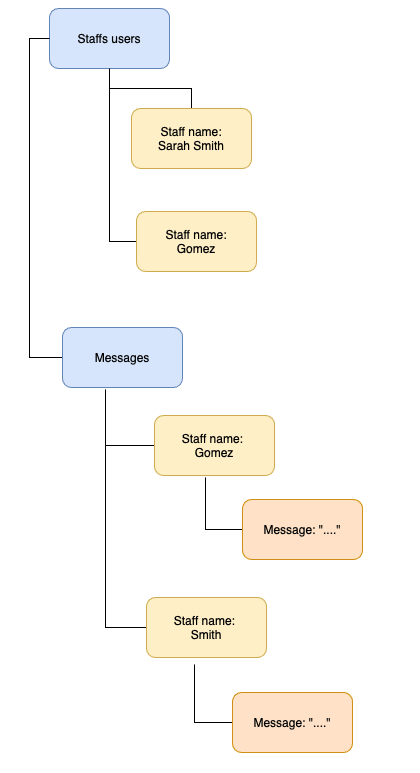 Staffs users
Staff name:
Sarah Smith
Staff name:
Gomez
Messages
Staff name:
Gomez
Message: "...."
Staff name:
Smith
Message: "...."